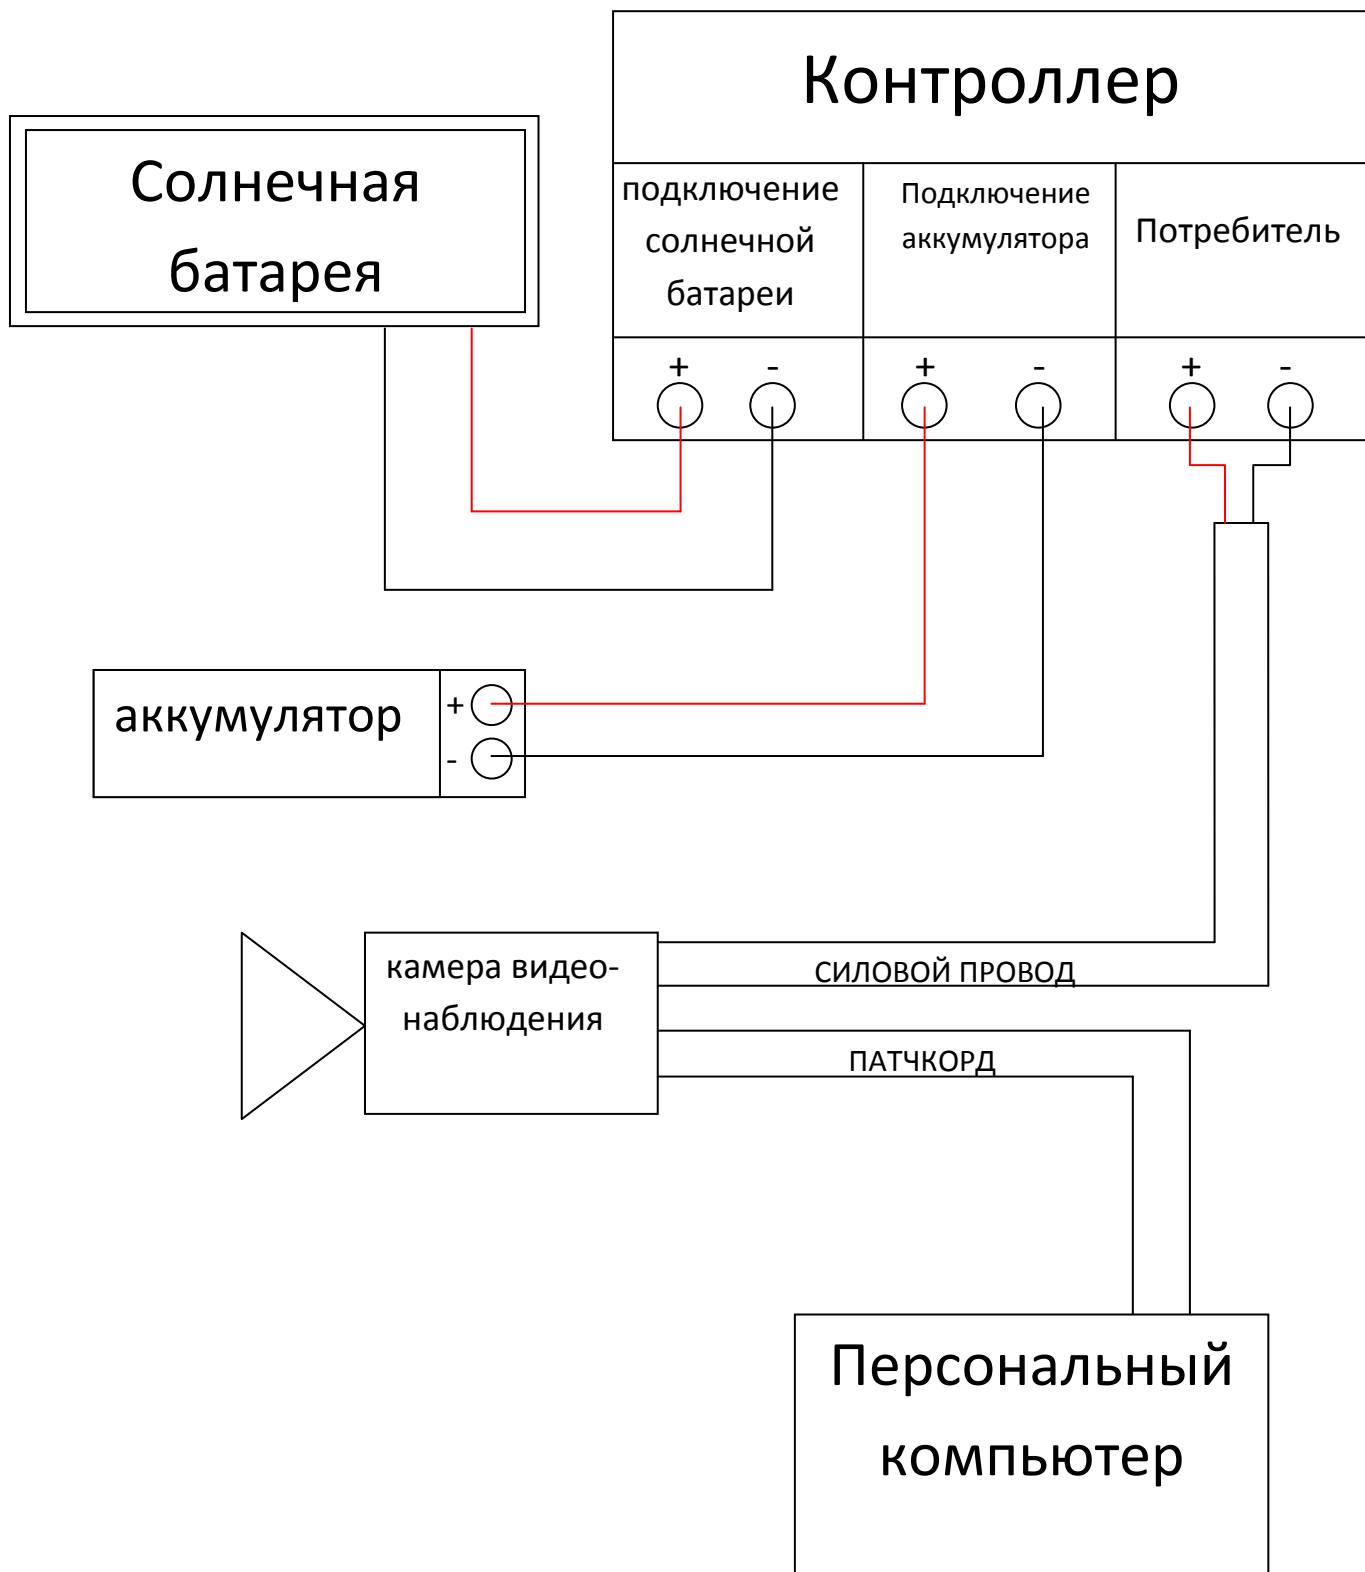 Контроллер
Солнечная
батарея
подключение
солнечной
батареи
Подключение
аккумулятора
Потребитель
+ -
+ -
+ -
аккумулятор
+
-
камера видео-
наблюдения
СИЛОВОЙ ПРОВОД
ПАТЧКОРД
Персональный
компьютер